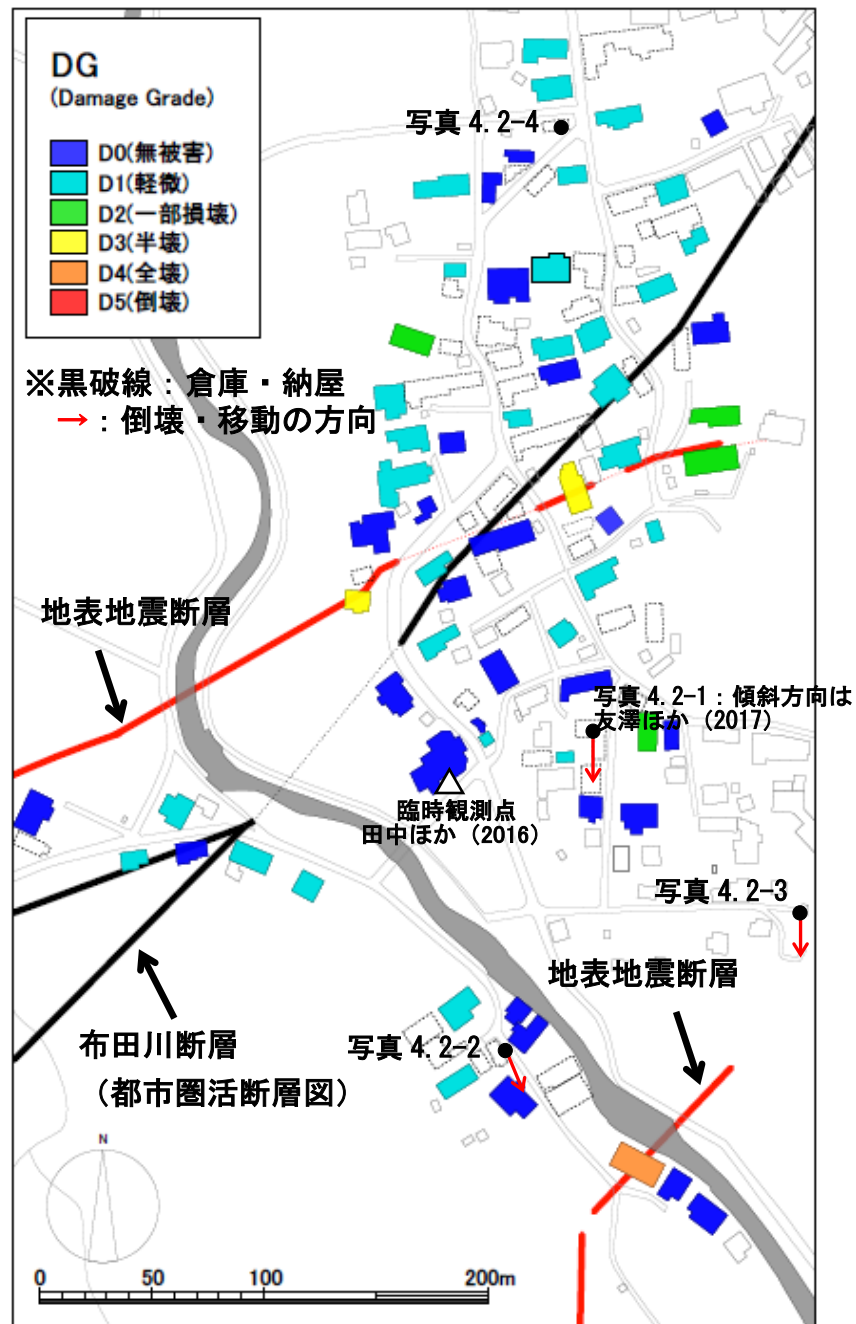 DG
(Damage Grade)
D0(無被害)
D1(軽微)
D2(一部損壊)
D3(半壊)
D4(全壊)
D5(倒壊)
※黒破線：倉庫・納屋
→：倒壊・移動の方向
写真 4.2-4
地表地震断層
写真 4.2-1：傾斜方向は
友澤ほか（2017）
臨時観測点
田中ほか（2016）
写真 4.2-3
地表地震断層
布田川断層
（都市圏活断層図）
写真 4.2-2
N
0 50 100 200m